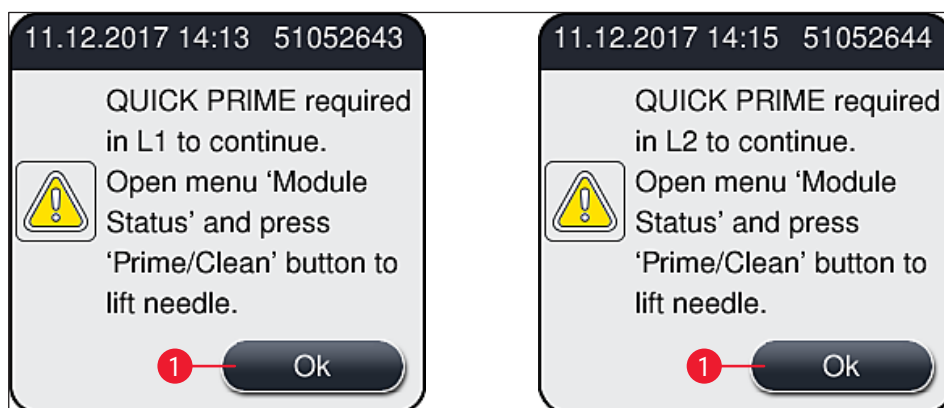 11.12.2017 14:13 51052643
QUICK PRIME required
in L1 to continue.
Open menu ‘Module
Status’ and press
‘Prime/Clean’ button to
lift needle.
1
Ok
11.12.2017 14:15 51052644
QUICK PRIME required
in L2 to continue.
Open menu ‘Module
Status’ and press
‘Prime/Clean’ button to
lift needle.
1
Ok